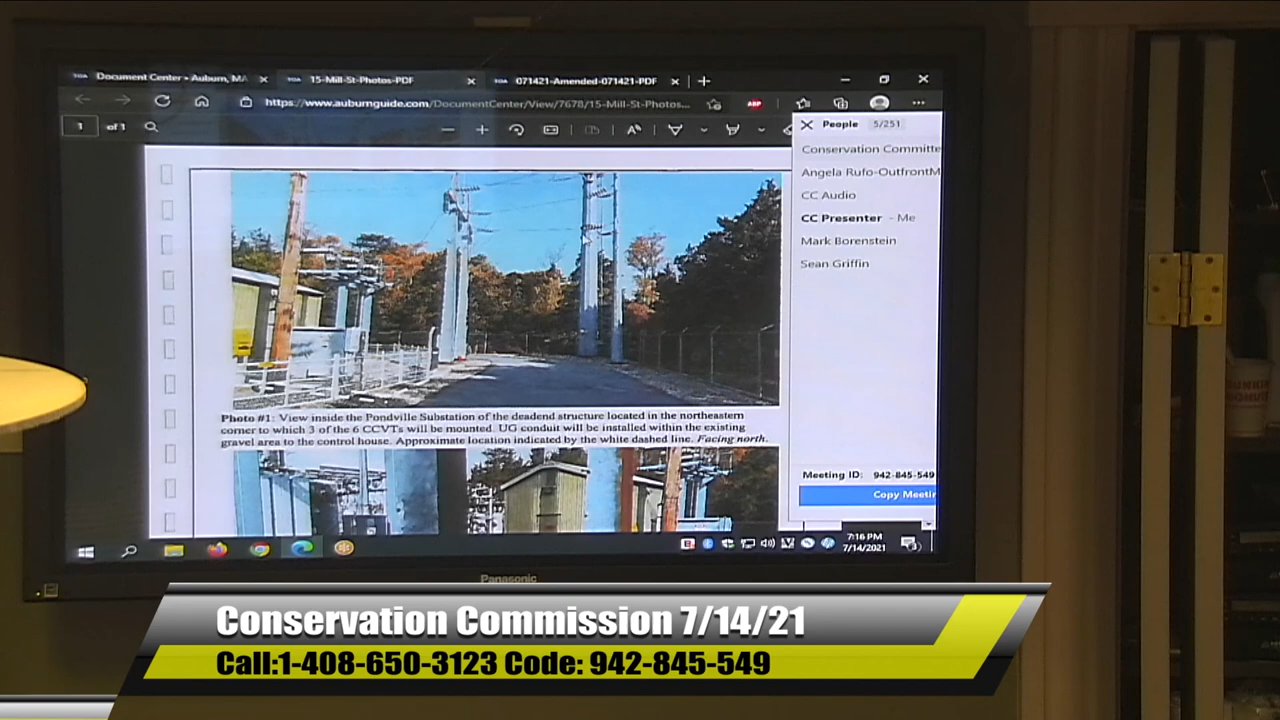 Document Center • Auburn, MA
15-Mill-St-Photos-PDF
071421-Amended-071421-PDF
https://www.auburnguide.com/DocumentCenter/View/7678/15-Mill-St-Photos...
ABP
1 of 1
People 5/251
Conservation Committe
Angela Rufo-OutfrontM
CC Audio
CC Presenter - Me
Mark Borenstein
Sean Griffin
Photo #1: View inside the Pondville Substation of the deadend structure located in the northeastern
corner to which 3 of the 6 CCVTs will be mounted. UG conduit will be installed within the existing
gravel area to the control house. Approximate location indicated by the white dashed line. Facing north.
Meeting ID: 942-845-549
Copy Meetin
7:16 PM
7/14/2021
Panasonic
Conservation Commission 7/14/21
Call:1-408-650-3123 Code: 942-845-549